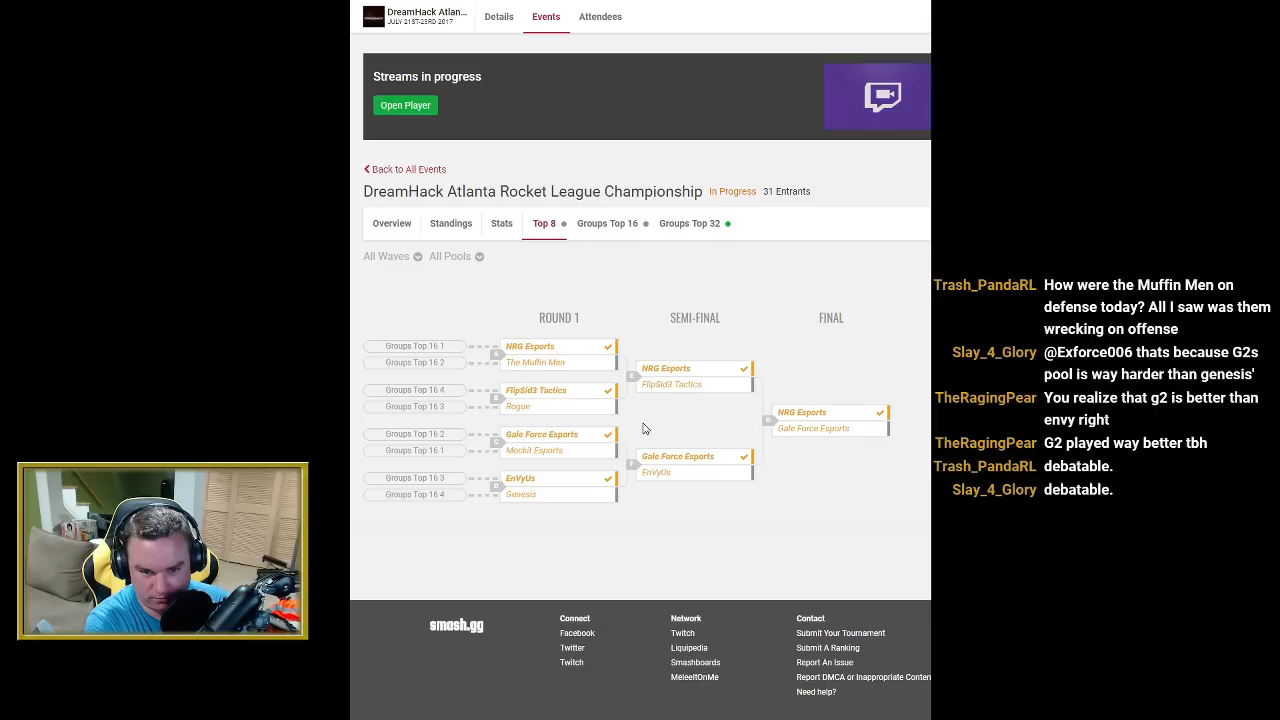 DreamHack Atlan...
JULY 21ST-23RD 2017
Details
Events
Attendees
Streams in progress
Open Player
Back to All Events
DreamHack Atlanta Rocket League Championship
In Progress
31 Entrants
Overview
Standings
Stats
Top 8
Groups Top 16
Groups Top 32
All Waves
All Pools
ROUND 1
SEMI-FINAL
FINAL
Groups Top 16 1
Groups Top 16 2
A
NRG Esports
The Muffin Men
Groups Top 16 4
Groups Top 16 3
B
FlipSid3 Tactics
Rogue
Groups Top 16 2
Groups Top 16 1
C
Gale Force Esports
Mockit Esports
Groups Top 16 3
Groups Top 16 4
D
EnVyUs
Genesis
E
NRG Esports
FlipSid3 Tactics
F
Gale Force Esports
EnVyUs
G
NRG Esports
Gale Force Esports
smash.gg
Connect
Facebook
Twitter
Twitch
Network
Twitch
Liquipedia
Smashboards
MeleeItOnMe
Contact
Submit Your Tournament
Submit A Ranking
Report An Issue
Report DMCA or Inappropriate Conten
Need help?
Trash_PandaRL How were the Muffin Men on
defense today? All I saw was them
wrecking on offense
Slay_4_Glory @Exforce006 thats because G2s
pool is way harder than genesis'
TheRagingPear You realize that g2 is better than
envy right
TheRagingPear G2 played way better tbh
Trash_PandaRL debatable.
Slay_4_Glory debatable.